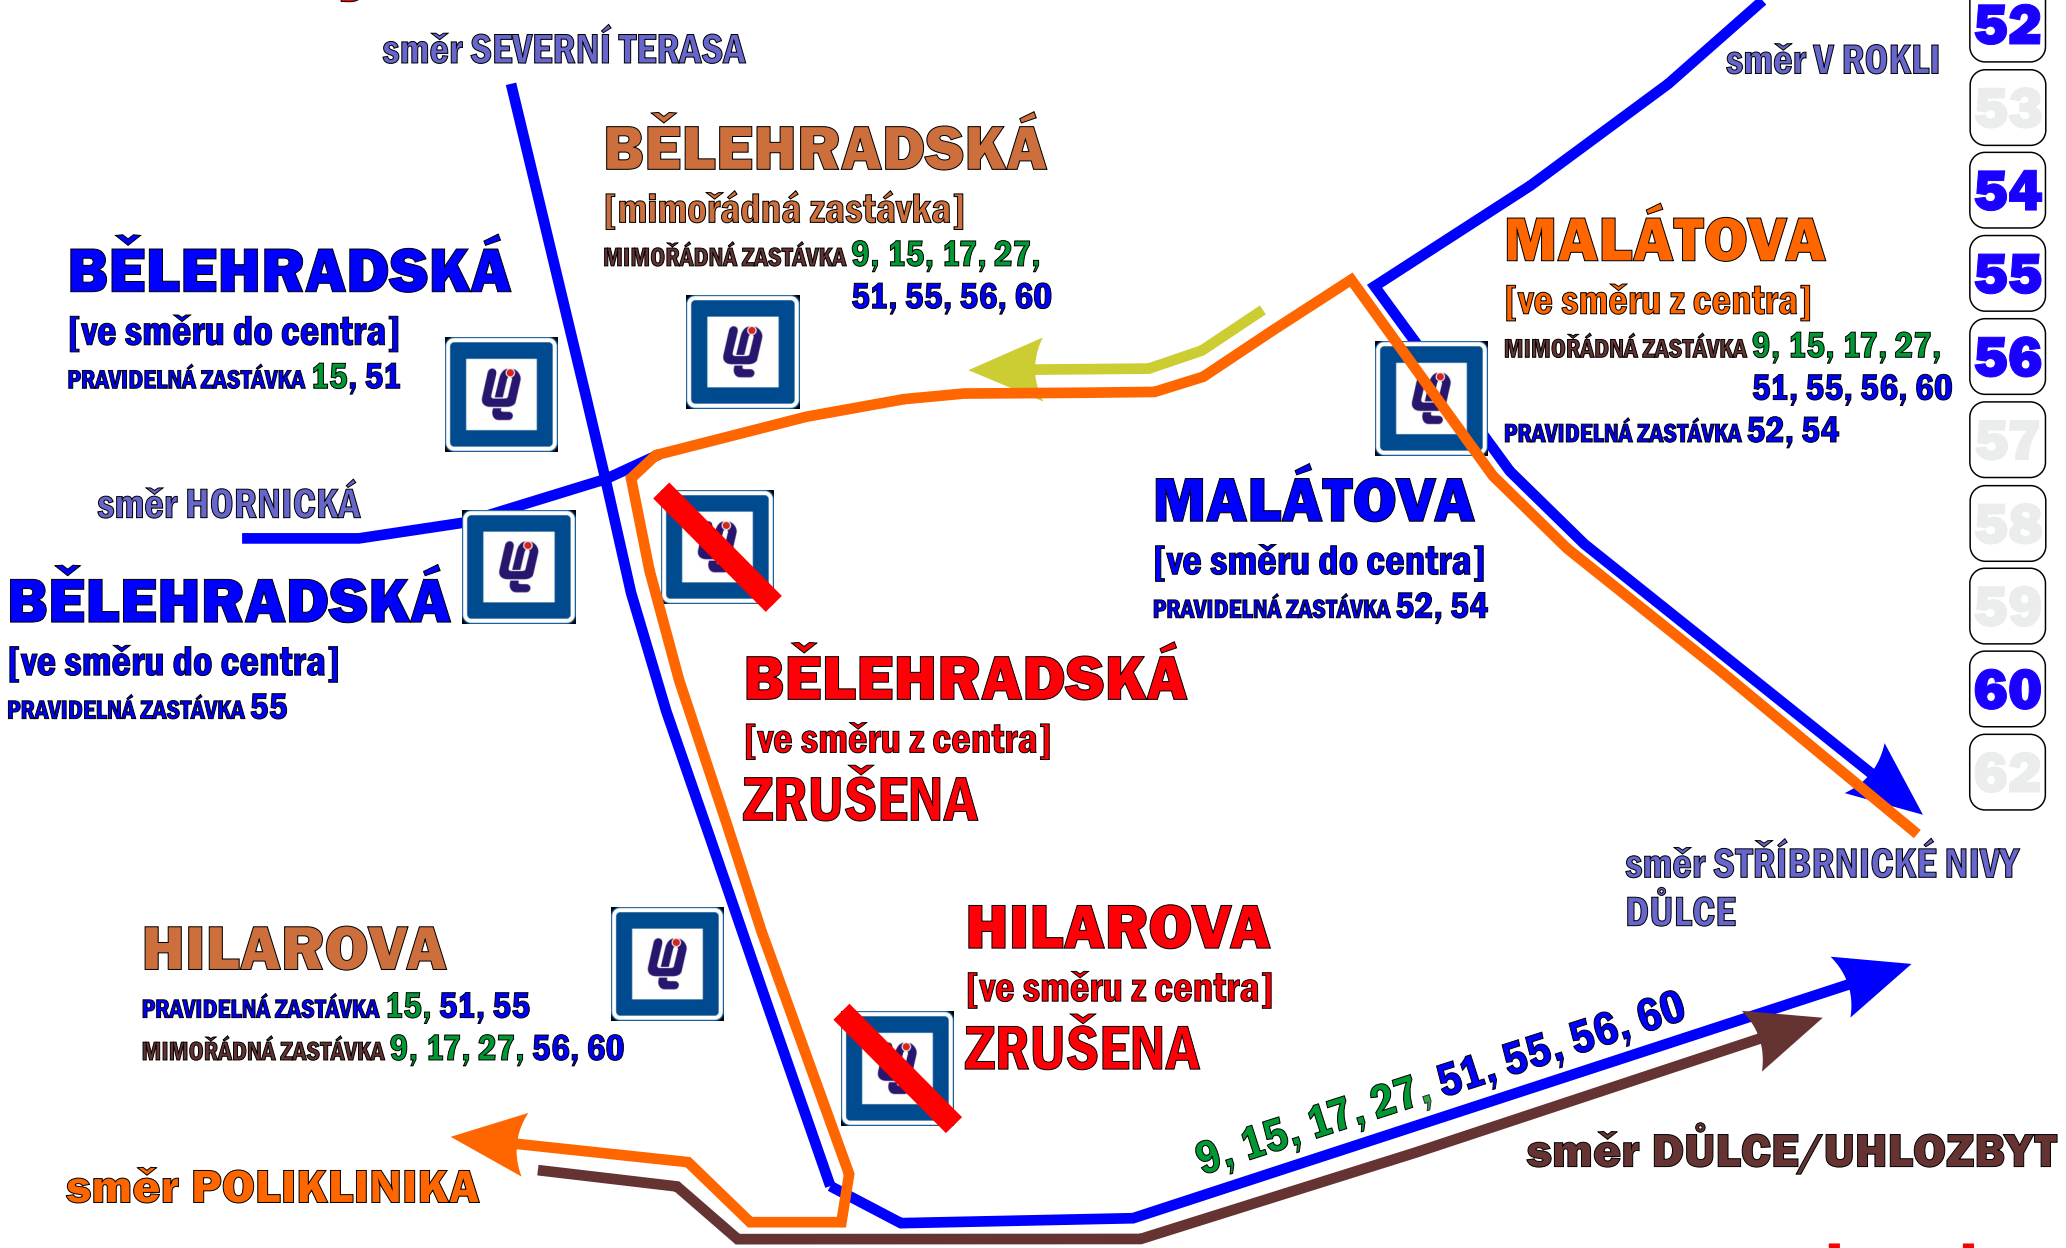 směr SEVERNÍ TERASA
směr V ROKLI
BĚLEHRADSKÁ
[mimořádná zastávka]
MIMOŘÁDNÁ ZASTÁVKA 9, 15, 17, 27,
51, 55, 56, 60
BĚLEHRADSKÁ
[ve směru do centra]
PRAVIDELNÁ ZASTÁVKA 15, 51
MALÁTOVA
[ve směru z centra]
MIMOŘÁDNÁ ZASTÁVKA 9, 15, 17, 27,
51, 55, 56, 60
PRAVIDELNÁ ZASTÁVKA 52, 54
směr HORNICKÁ
MALÁTOVA
[ve směru do centra]
PRAVIDELNÁ ZASTÁVKA 52, 54
BĚLEHRADSKÁ
[ve směru do centra]
PRAVIDELNÁ ZASTÁVKA 55
BĚLEHRADSKÁ
[ve směru z centra]
ZRUŠENA
52
53
54
55
56
57
58
59
60
62
směr STŘÍBRNICKÉ NIVY
DŮLCE
HILAROVA
PRAVIDELNÁ ZASTÁVKA 15, 51, 55
MIMOŘÁDNÁ ZASTÁVKA 9, 17, 27, 56, 60
HILAROVA
[ve směru z centra]
ZRUŠENA
9, 15, 17, 27, 51, 55, 56, 60
směr DŮLCE/UHLOZBYT
směr POLIKLINIKA